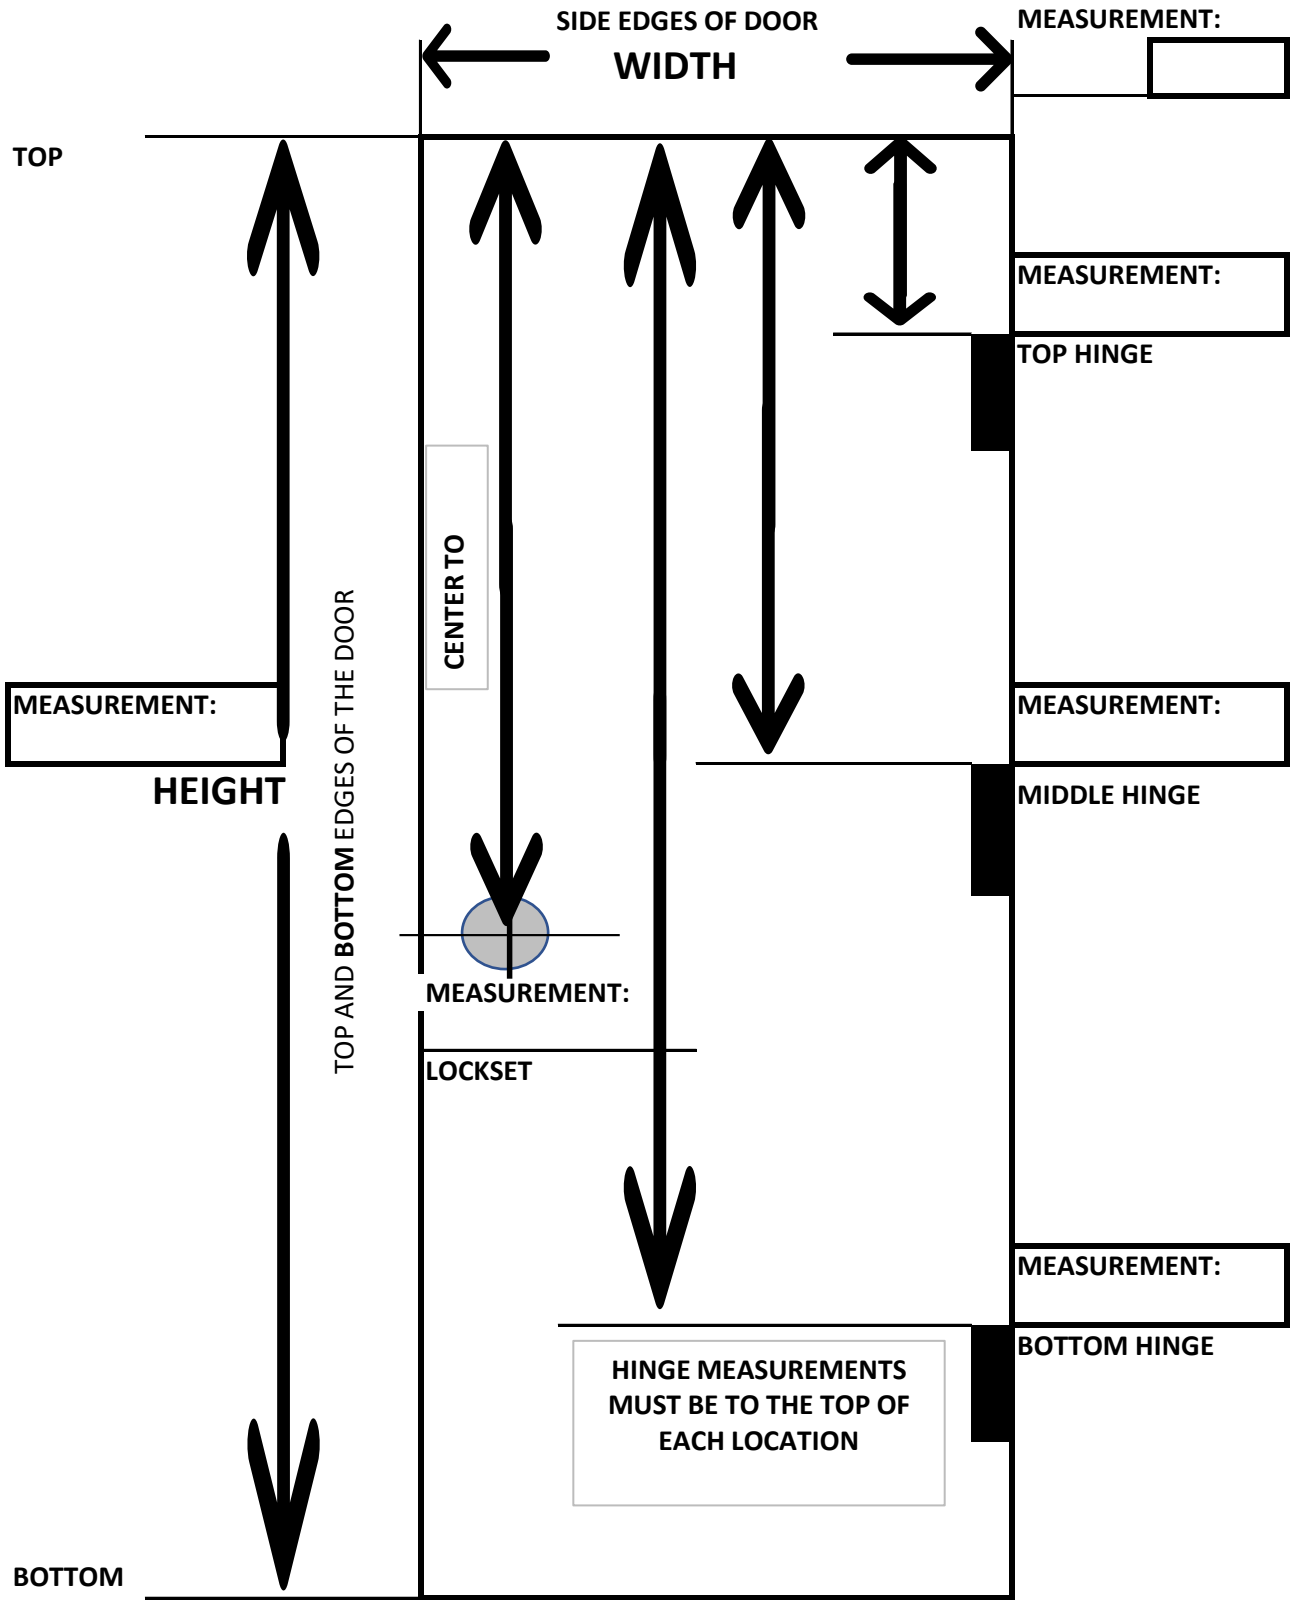 SIDE EDGES OF DOOR
MEASUREMENT:
WIDTH
TOP
MEASUREMENT:
TOP HINGE
CENTER TO
TOP AND BOTTOM EDGES OF THE DOOR
MEASUREMENT:
MEASUREMENT:
HEIGHT
MIDDLE HINGE
MEASUREMENT:
LOCKSET
MEASUREMENT:
BOTTOM HINGE
HINGE MEASUREMENTS
MUST BE TO THE TOP OF
EACH LOCATION
BOTTOM